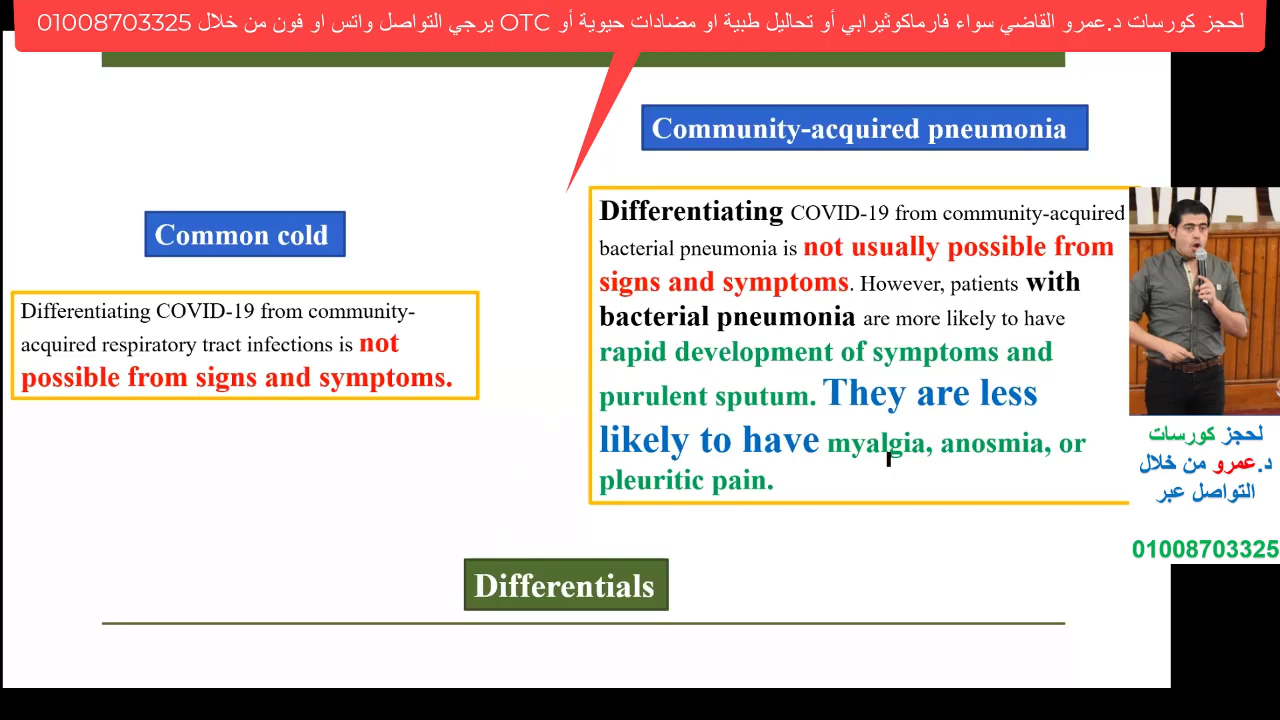 لحجز كورسات د.عمرو القاضي سواء فارماكوثيرابي أو تحاليل طبية او مضادات حيوية أو OTC يرجي التواصل واتس او فون من خلال 01008703325
Community-acquired pneumonia
Common cold
Differentiating COVID-19 from community-
acquired respiratory tract infections is not
possible from signs and symptoms.
Differentiating COVID-19 from community-acquired
bacterial pneumonia is not usually possible from
signs and symptoms. However, patients with
bacterial pneumonia are more likely to have
rapid development of symptoms and
purulent sputum. They are less
likely to have myalgia, anosmia, or
pleuritic pain.
لحجز كورسات
د.عمرو من خلال
التواصل عبر
01008703325
Differentials